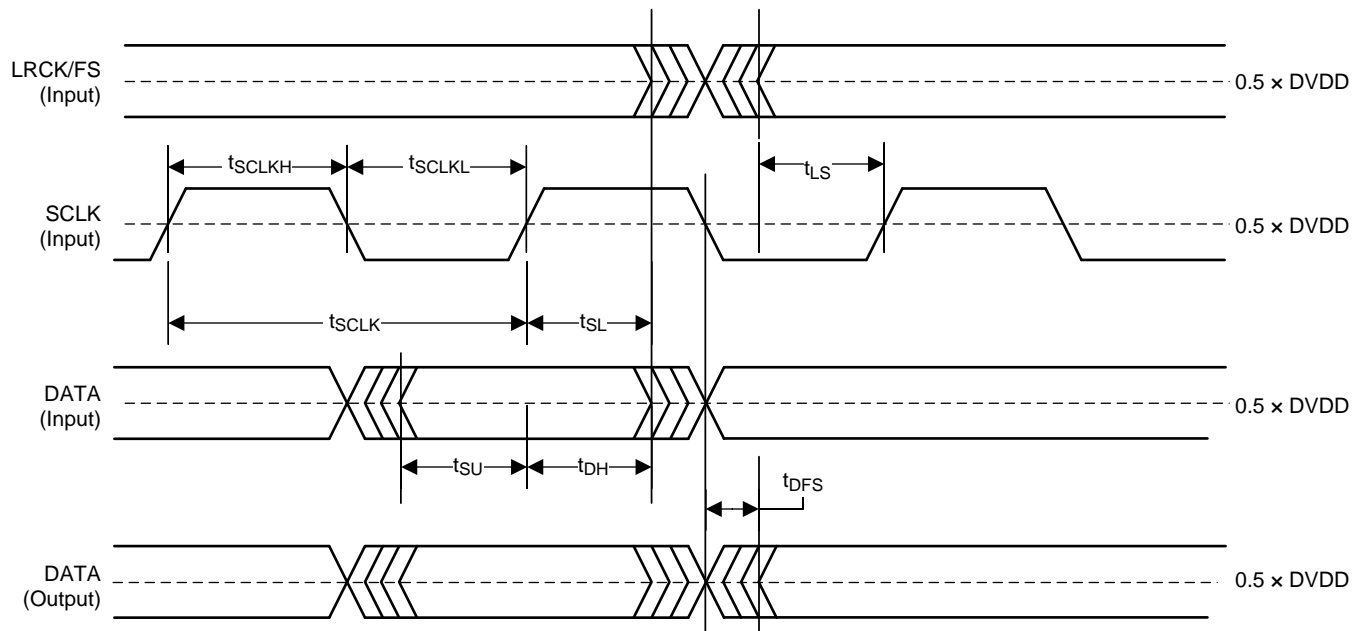 LRCK/FS
(Input)
0.5 × DVDD
tSCLKH
tSCLKL
tLS
SCLK
(Input)
0.5 × DVDD
tSCLK
tSL
DATA
(Input)
0.5 × DVDD
tSU
tDH
tDFS
DATA
(Output)
0.5 × DVDD